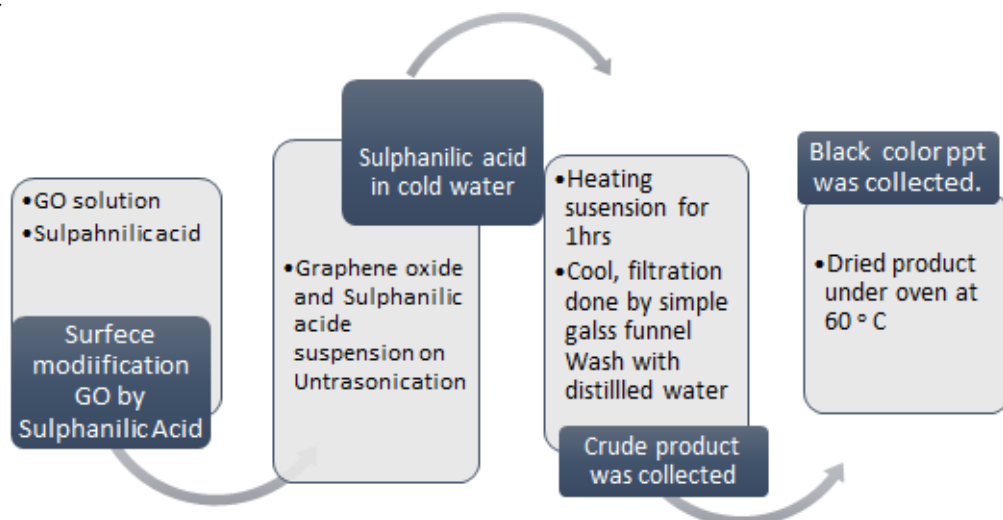 •GO solution
•Sulpahnilicacid
Surfece
modiification
GO by
Sulphanilic Acid
Sulphanilic acid
in cold water
•Graphene oxide
and Sulphanilic
acide
suspension on
Untrasonication
•Heating
susension for
1hrs
•Cool, filtration
done by simple
galss funnel
Wash with
distillled water
Crude product
was collected
Black color ppt
was collected.
•Dried product
under oven at
60 º C